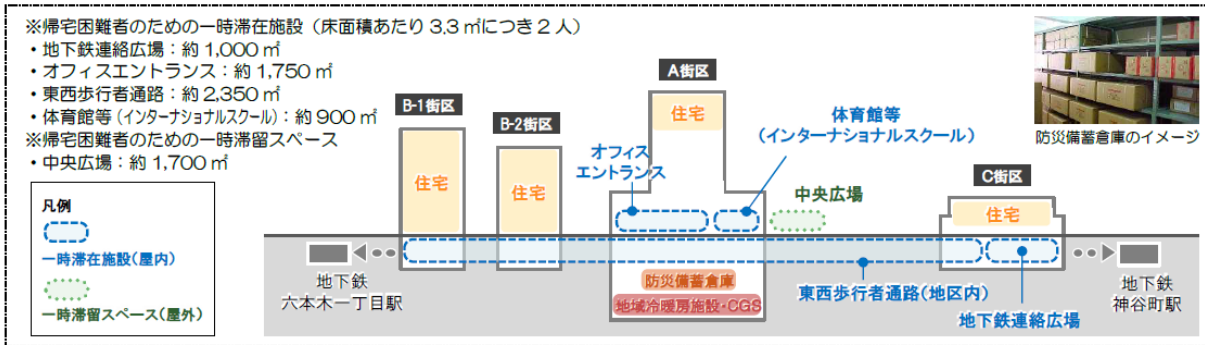 ※帰宅困難者のための一時滞在施設（床面積あたり 3.3 ㎡につき 2 人）
・地下鉄連絡広場：約 1,000 ㎡
・オフィスエントランス：約 1,750 ㎡
・東西歩行者通路：約 2,350 ㎡
・体育館等（インターナショナルスクール）：約 900 ㎡
※帰宅困難者のための一時滞留スペース
・中央広場：約 1,700 ㎡
凡例
一時滞在施設（屋内）
一時滞留スペース（屋外）
B-1街区
住宅
B-2街区
住宅
A街区
住宅
オフィス
エントランス
体育館等
（インターナショナルスクール）
中央広場
C街区
住宅
防災備蓄倉庫のイメージ
地下鉄
六本木一丁目駅
防災備蓄倉庫
地域冷暖房施設・CGS
東西歩行者通路（地区内）
地下鉄連絡広場
地下鉄
神谷町駅